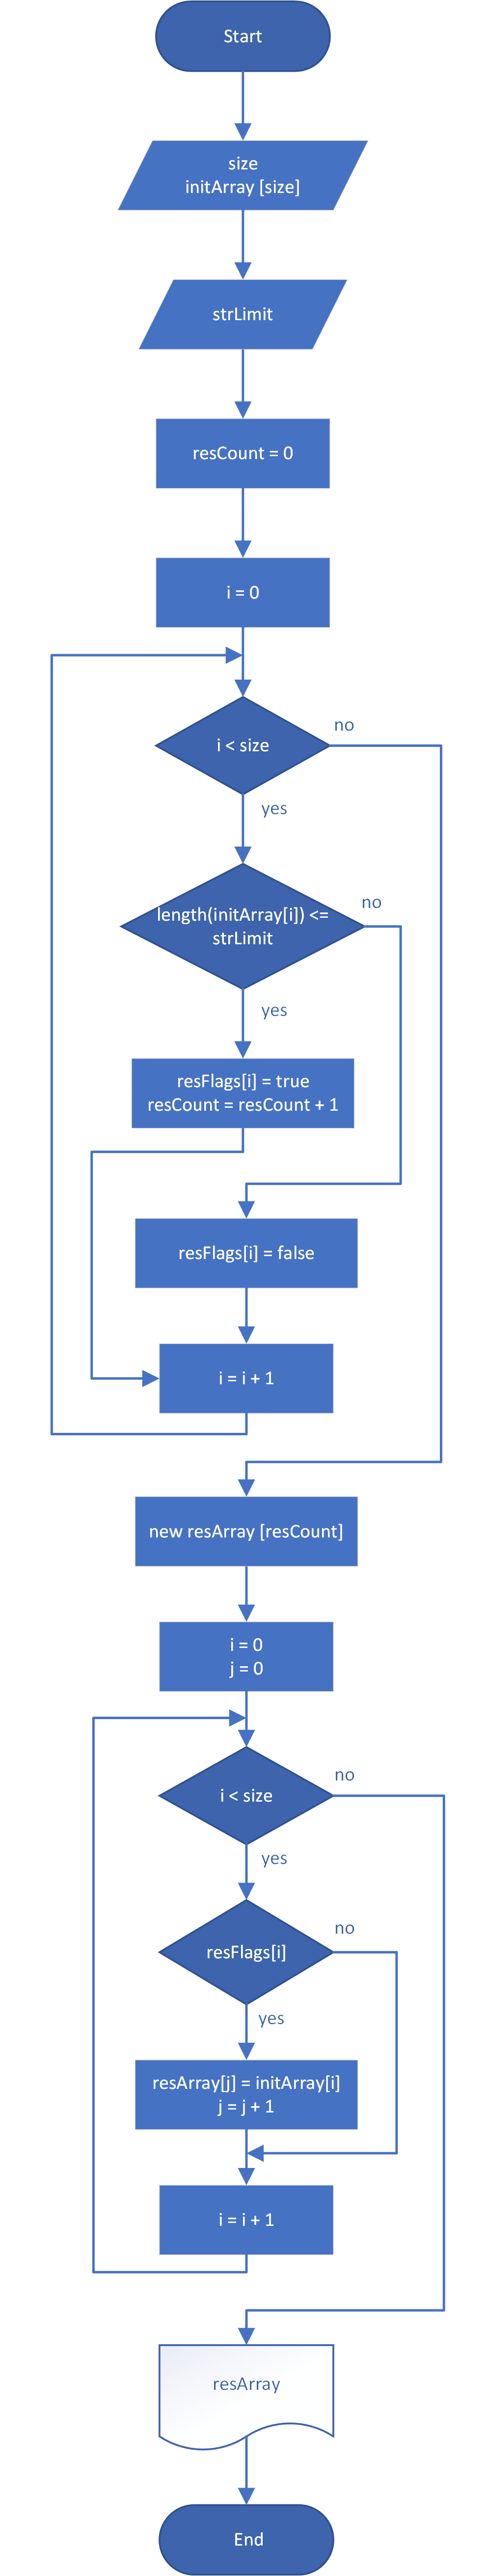 Start
size
initArray [size]
strLimit
resCount = 0
i = 0
i < size
no
yes
length(initArray[i]) <=
strLimit
no
yes
resFlags[i] = true
resCount = resCount + 1
resFlags[i] = false
i = i + 1
new resArray [resCount]
i = 0
j = 0
i < size
no
yes
resFlags[i]
no
yes
resArray[j] = initArray[i]
j = j + 1
i = i + 1
resArray
End